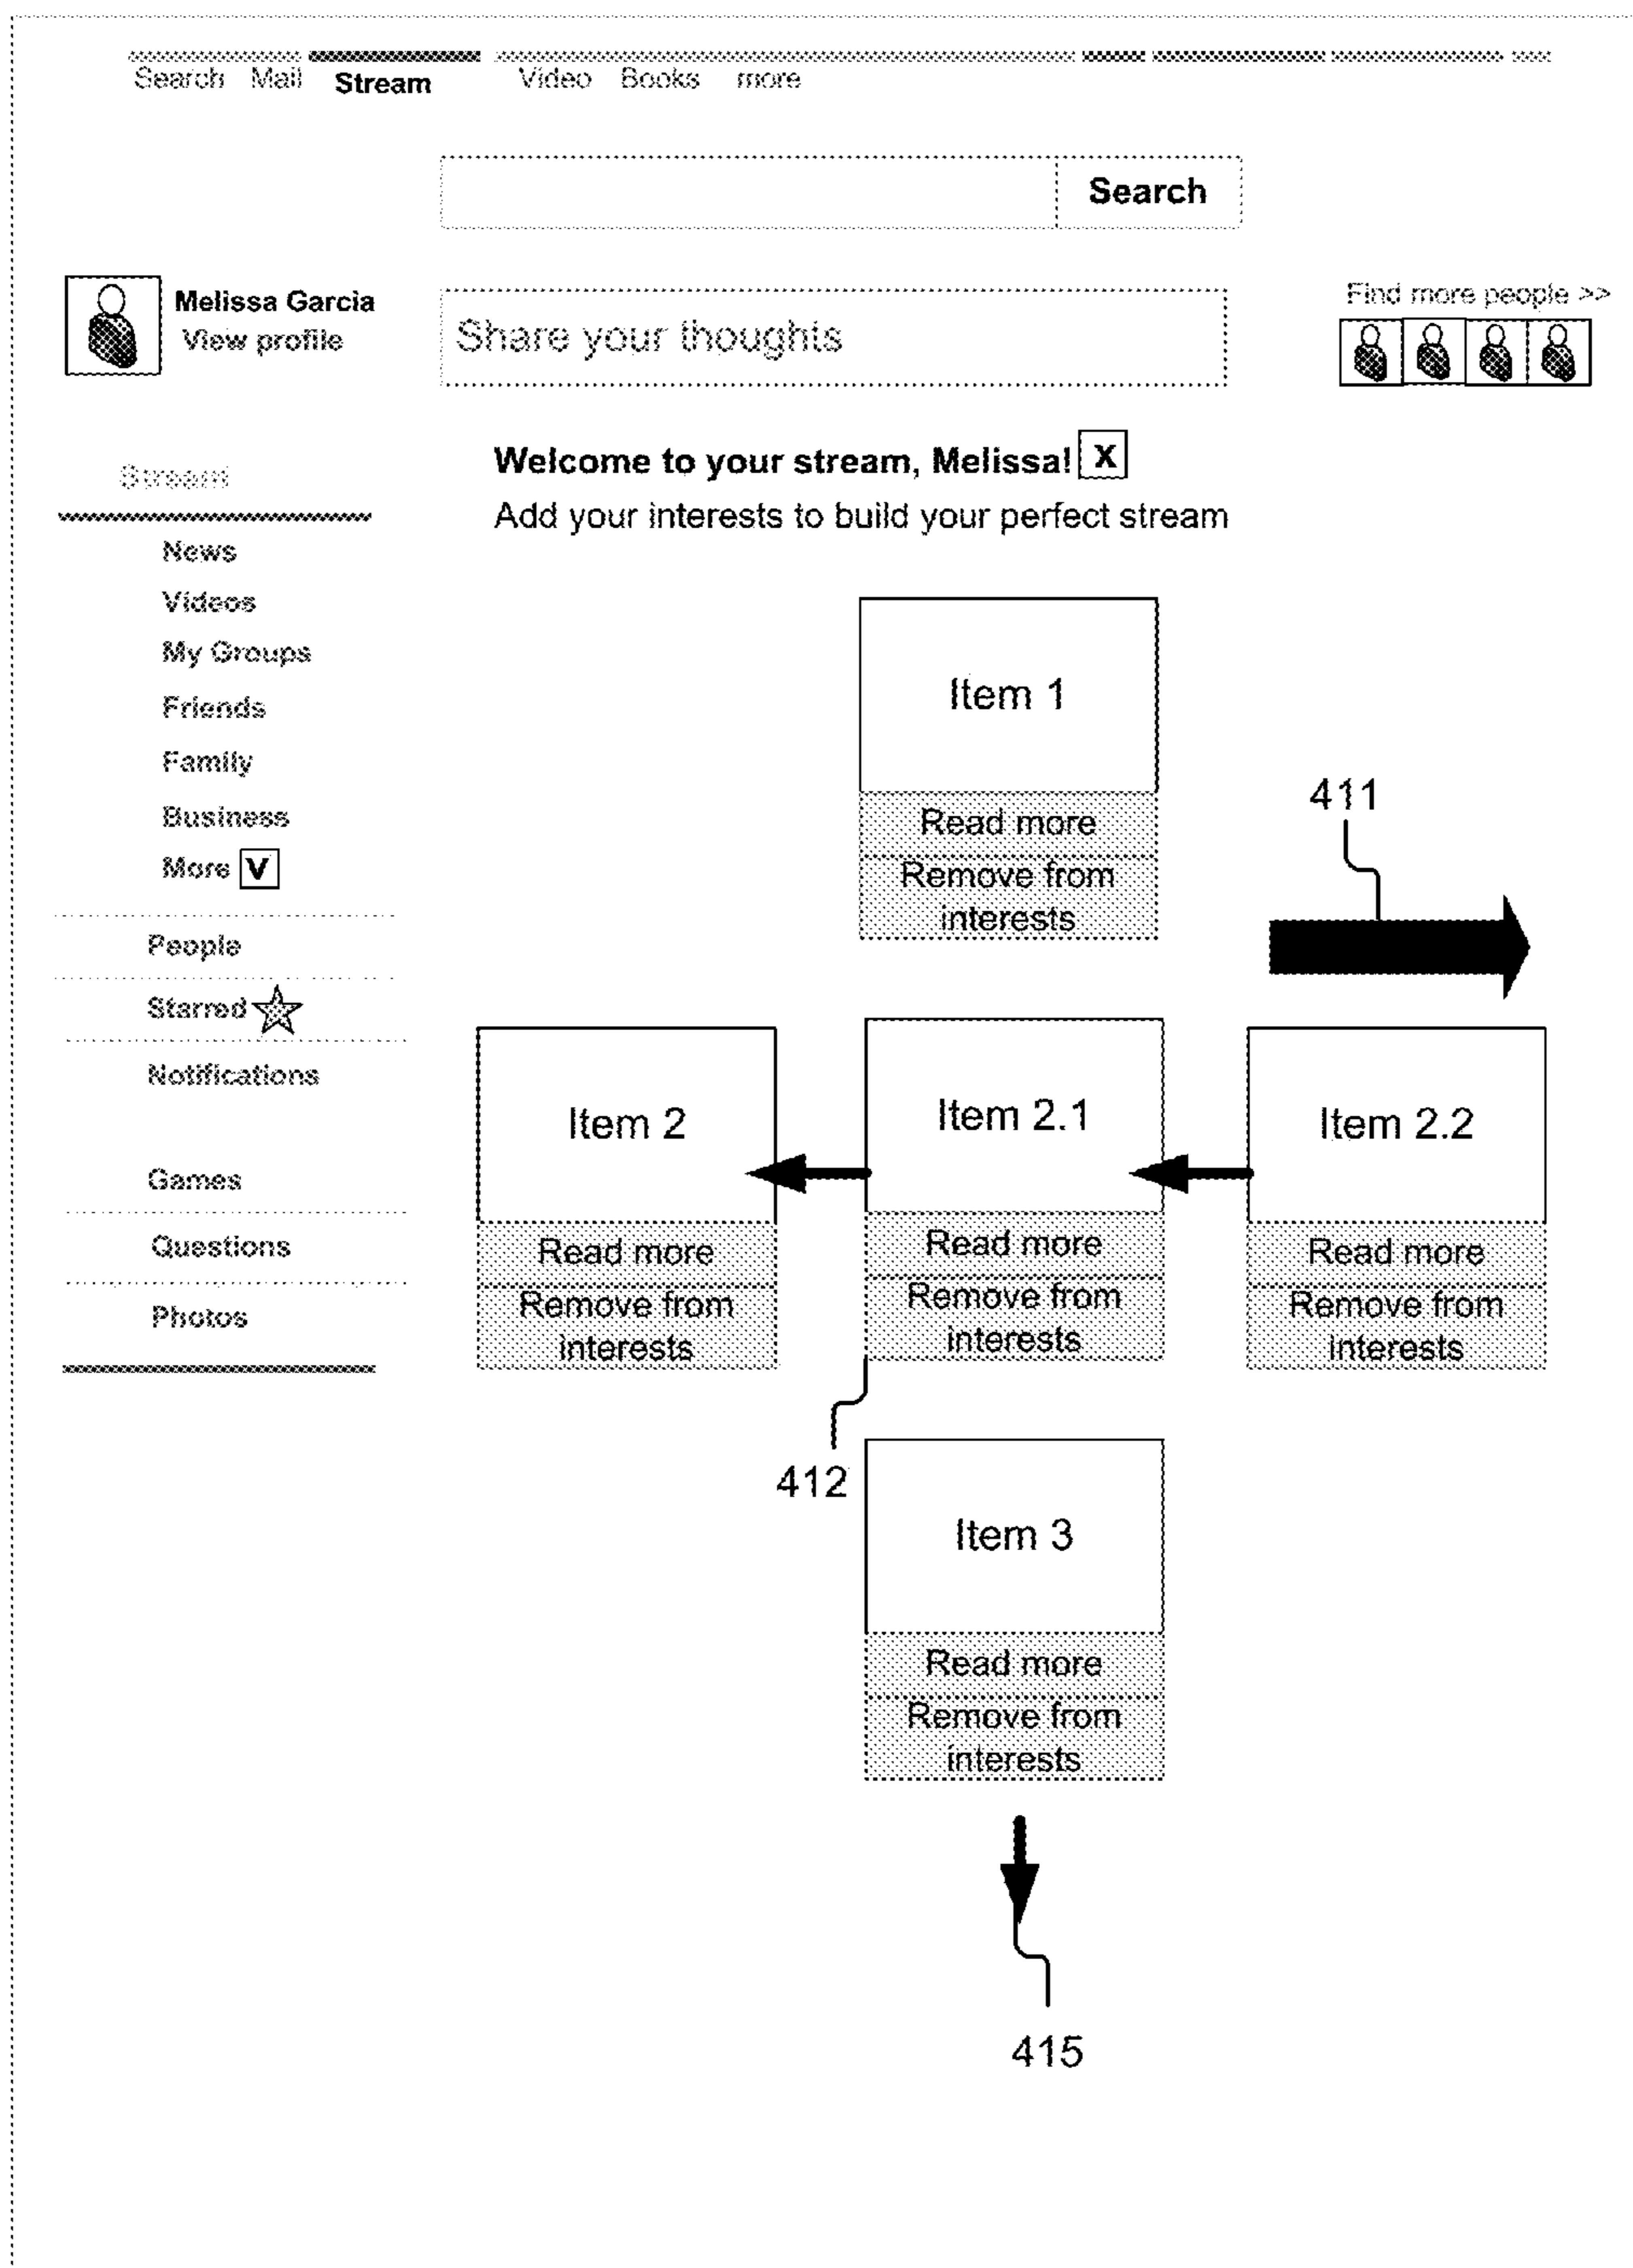 Search Mail Stream Video Books more
Search
Melissa Garcia
View profile
Share your thoughts
Find more people >>
Stream
News
Videos
My Groups
Friends
Family
Business
More V
People
Starred
Notifications
Games
Questions
Photos
Welcome to your stream, Melissa! X
Add your interests to build your perfect stream
Item 1
Read more
Remove from
interests
411
Item 2
Read more
Remove from
interests
Item 2.1
Read more
Remove from
interests
Item 2.2
Read more
Remove from
interests
412
Item 3
Read more
Remove from
interests
415